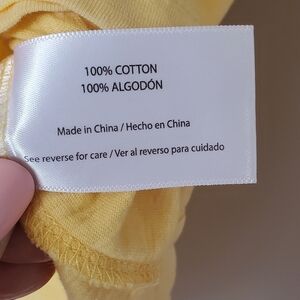 100% COTTON
100% ALGODÓN
Made in China / Hecho en China
See reverse for care / Ver al reverso para cuidado